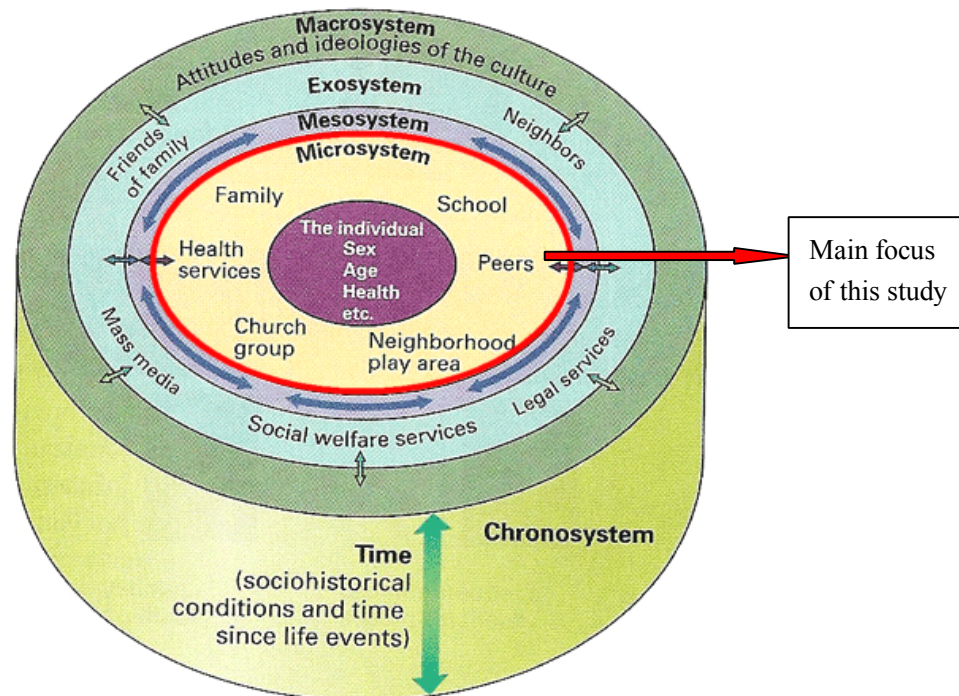 Macrosystem
Attitudes and ideologies of the culture
Exosystem
Mesosystem
Microsystem
Friends
of family
Neighbors
Family
School
Health
services
Peers
The individual
Sex
Age
Health
etc.
Church
group
Neighborhood
play area
Mass media
Social welfare services
Legal services
Main focus
of this study
Chronosystem
Time
(sociohistorical
conditions and time
since life events)